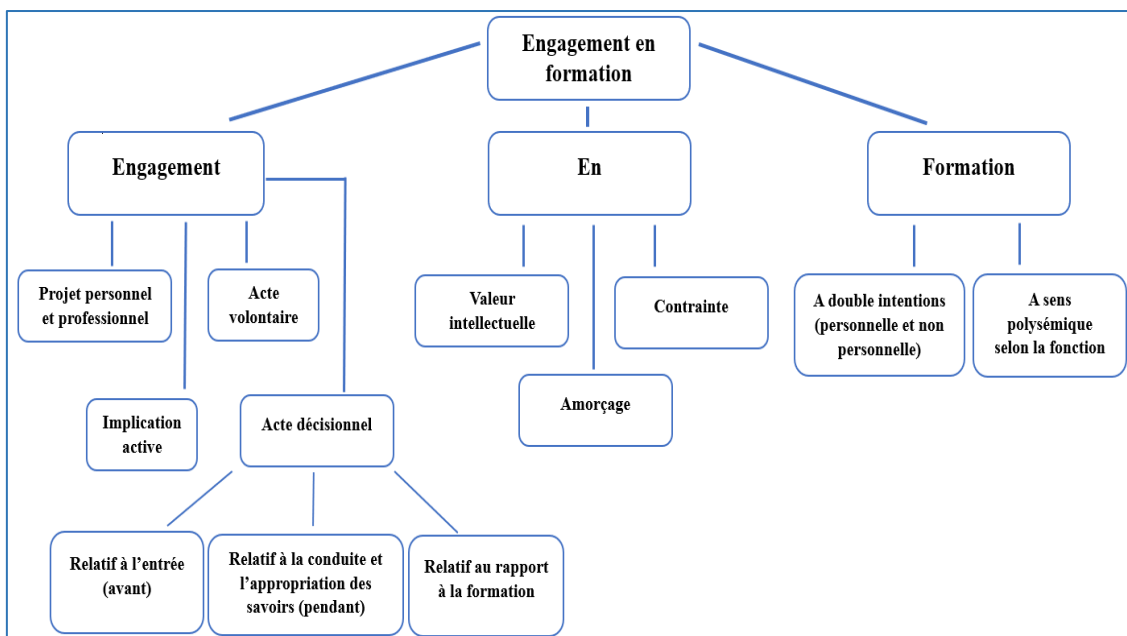 Engagement en
formation
Engagement
En
Formation
Projet personnel
et professionnel
Acte
volontaire
Valeur
intellectuelle
Contrainte
A double intentions
(personnelle et non
personnelle)
A sens
polysémique
selon la fonction
Implication
active
Acte décisionnel
Amorçage
Relatif à l'entrée
(avant)
Relatif à la conduite et
l'appropriation des
savoirs (pendant)
Relatif au rapport
à la formation